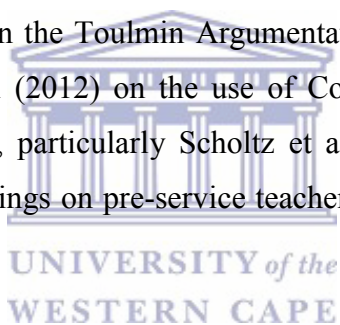 n the Toulmin Argumenta
(2012) on the use of Co
, particularly Scholtz et a
ings on pre-service teacher
UNIVERSITY of the
WESTERN CAPE